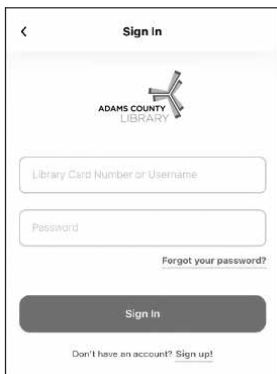 Sign In
ADAMS COUNTY
LIBRARY
Library Card Number or Username
Password
Forgot your password?
Sign In
Don't have an account? Sign up!